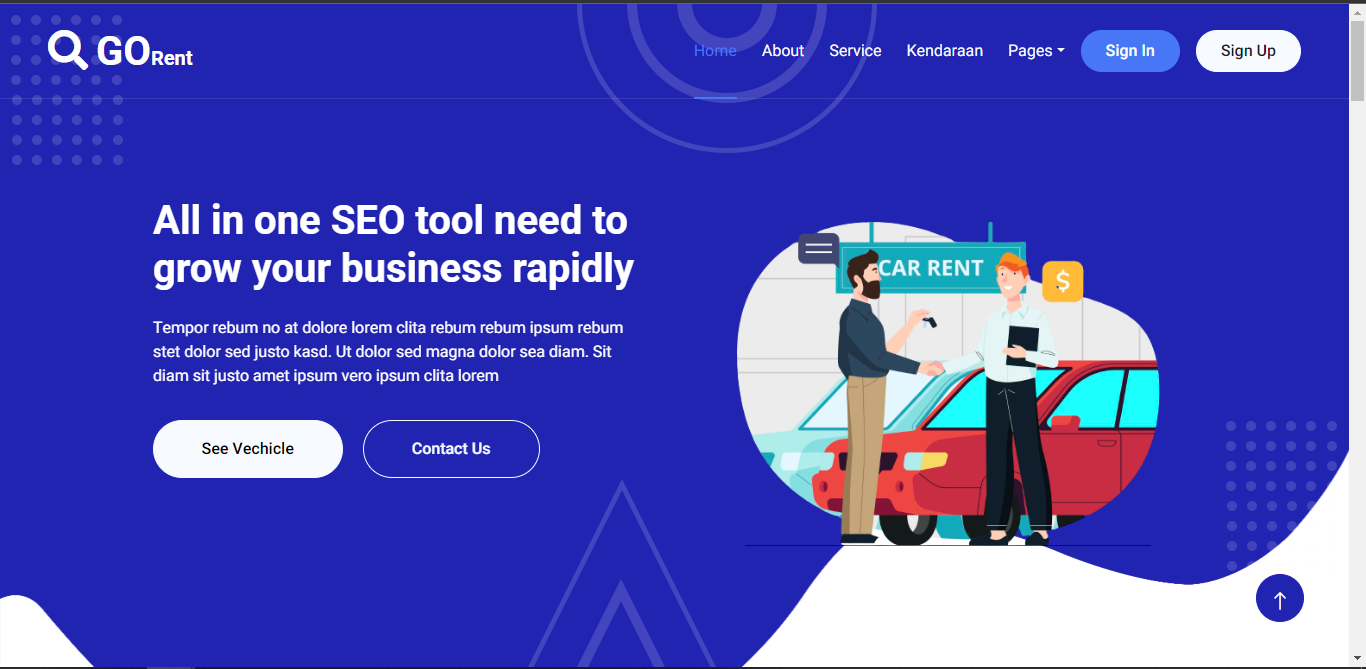 GORent
Home About Service Kendaraan Pages Sign In Sign Up
All in one SEO tool need to
grow your business rapidly
Tempor rebum no at dolore lorem clita rebum rebum ipsum rebum
stet dolor sed justo kasd. Ut dolor sed magna dolor sea diam. Sit
diam sit justo amet ipsum vero ipsum clita lorem
See Vechicle Contact Us
CAR RENT
$